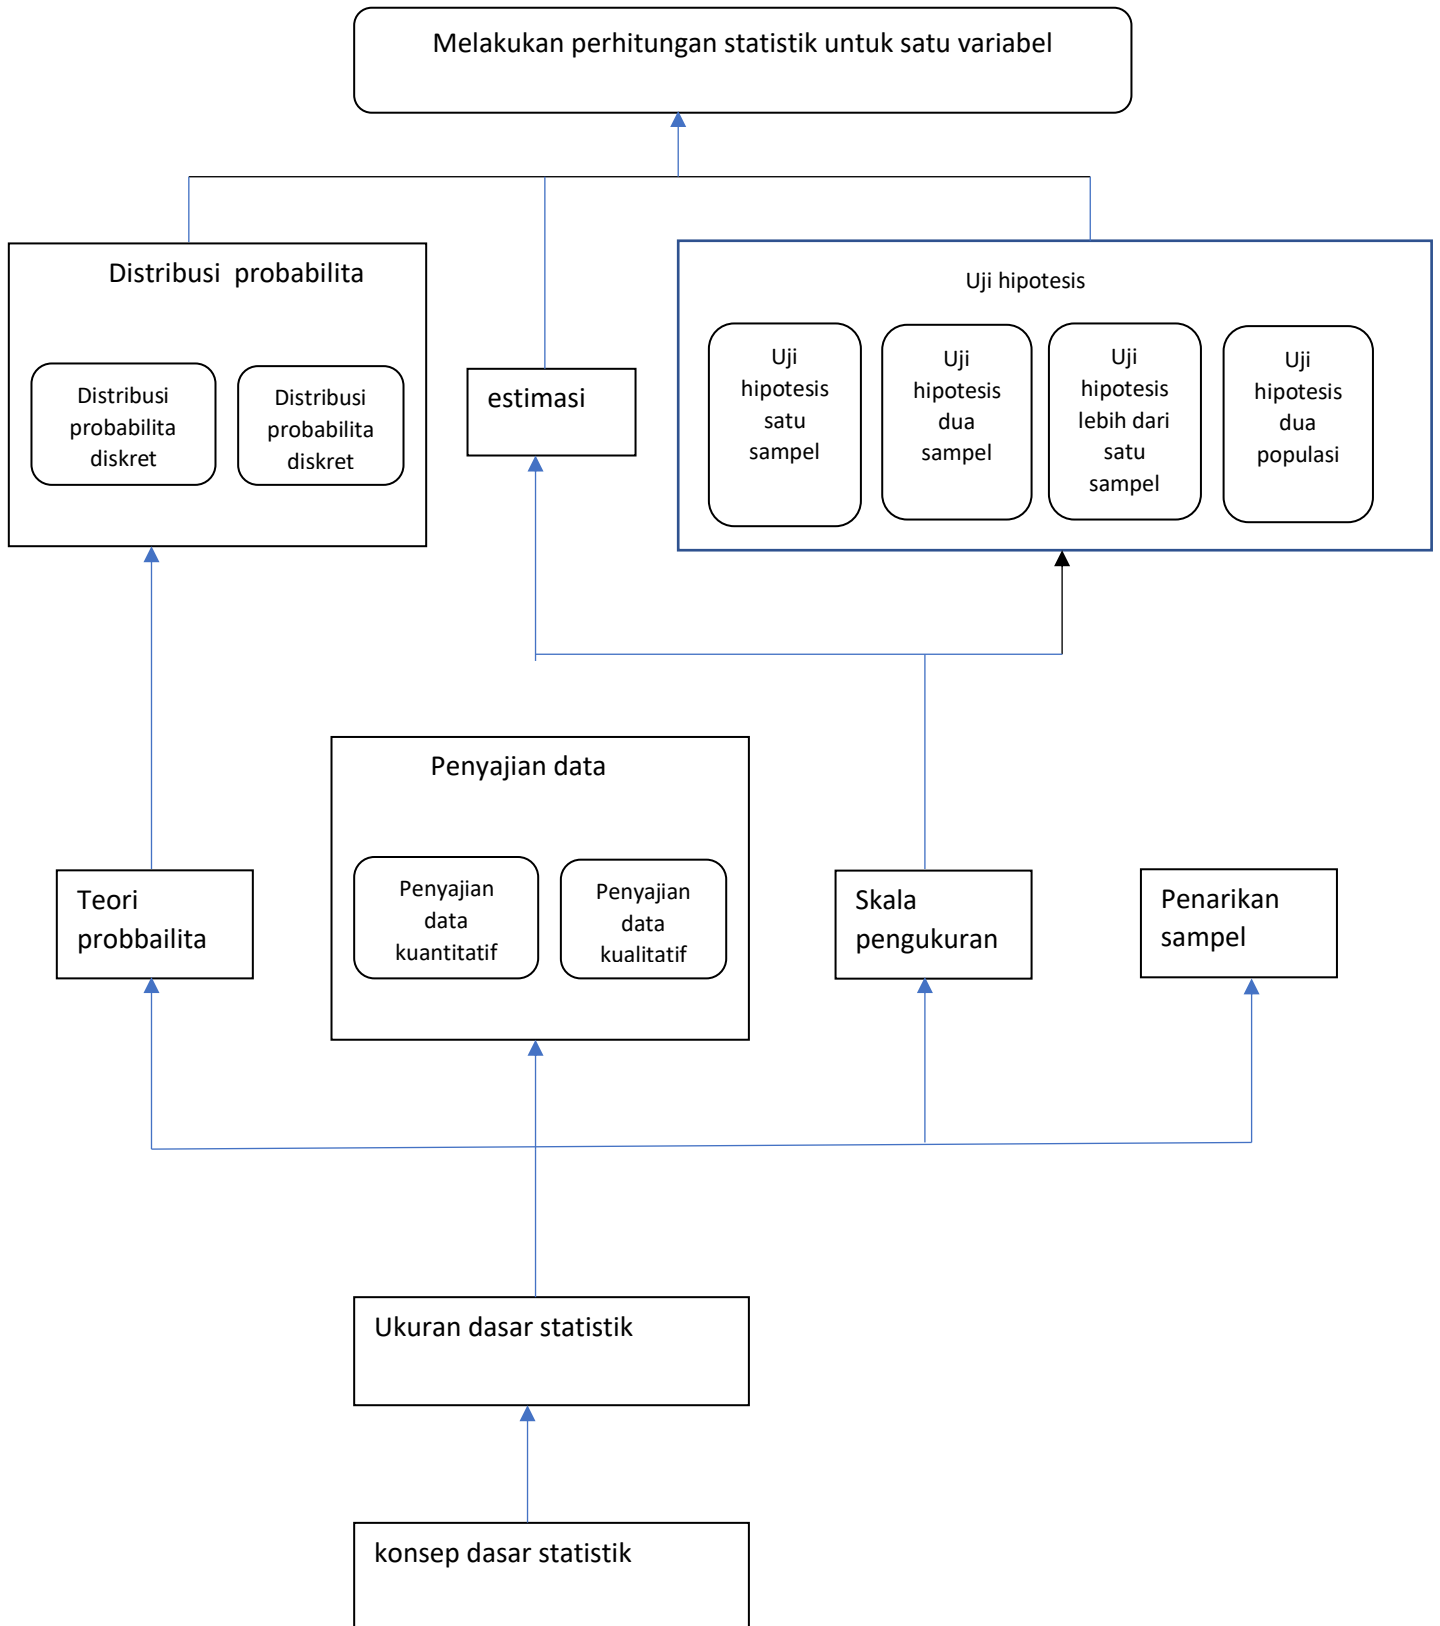 Melakukan perhitungan statistik untuk satu variabel
Distribusi  probabilita
Distribusi
probabilita
diskret
Distribusi
probabilita
diskret
estimasi
Uji hipotesis
Uji
hipotesis
satu
sampel
Uji
hipotesis
dua
sampel
Uji
hipotesis
lebih dari
satu
sampel
Uji
hipotesis
dua
populasi
Penyajian data
Penyajian
data
kuantitatif
Penyajian
data
kualitatif
Teori
probbailita
Skala
pengukuran
Penarikan
sampel
Ukuran dasar statistik
konsep dasar statistik